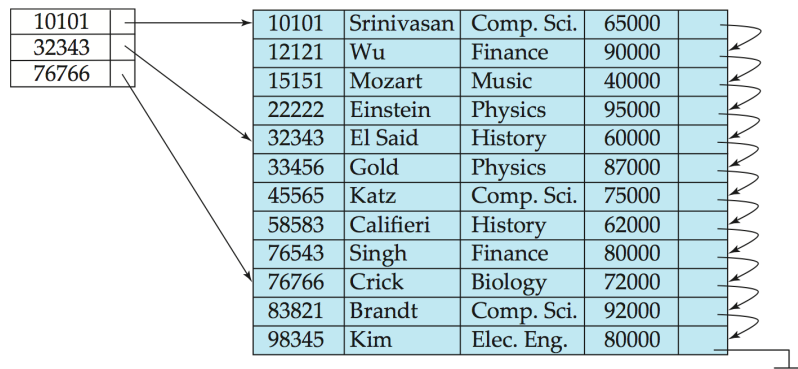 10101
32343
76766
10101 Srinivasan Comp. Sci. 65000
12121 Wu Finance 90000
15151 Mozart Music 40000
22222 Einstein Physics 95000
32343 El Said History 60000
33456 Gold Physics 87000
45565 Katz Comp. Sci. 75000
58583 Califieri History 62000
76543 Singh Finance 80000
76766 Crick Biology 72000
83821 Brandt Comp. Sci. 92000
98345 Kim Elec. Eng. 80000